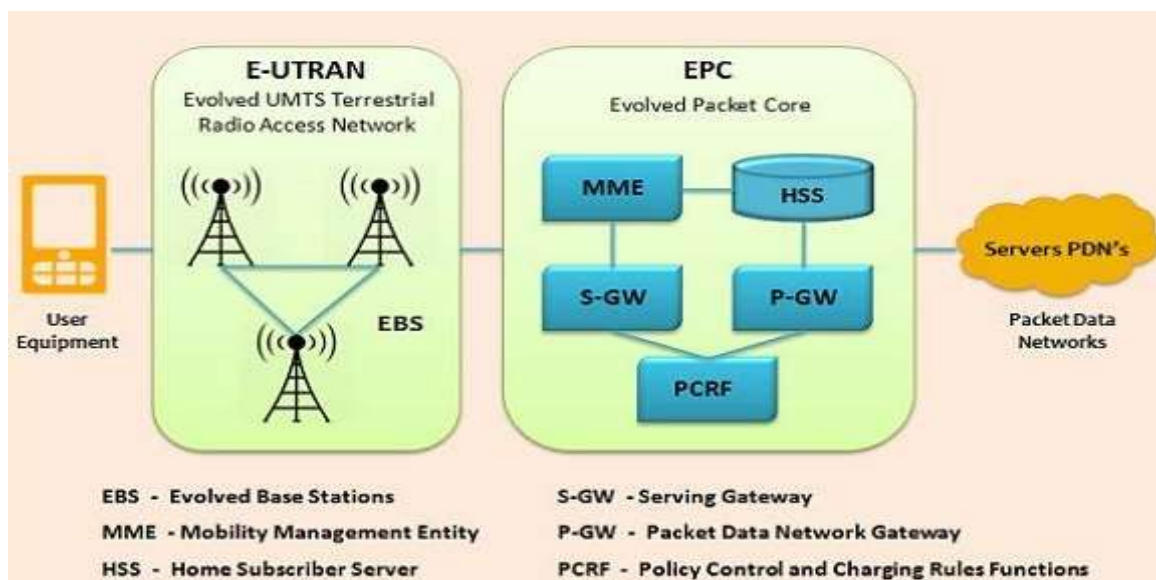 E-UTRAN
Evolved UMTS Terrestrial
Radio Access Network
EBS
EPC
Evolved Packet Core
MME
HSS
S-GW
P-GW
PCRF
User
Equipment
Servers PDN's
Packet Data
Networks
EBS - Evolved Base Stations
MME - Mobility Management Entity
HSS - Home Subscriber Server
S-GW - Serving Gateway
P-GW - Packet Data Network Gateway
PCRF - Policy Control and Charging Rules Functions